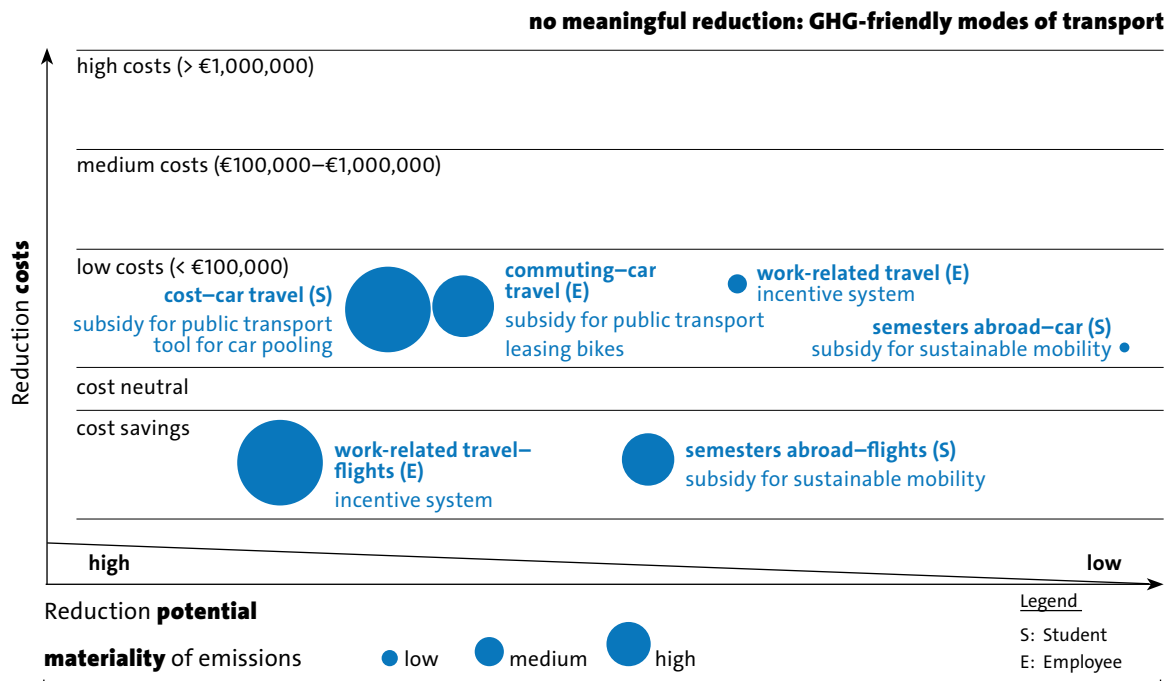 no meaningful reduction: GHG-friendly modes of transport
high costs (> €1,000,000)
medium costs (€100,000–€1,000,000)
Reduction costs
low costs (< €100,000)
cost–car travel (S)
subsidy for public transport
tool for car pooling
commuting–car
travel (E)
subsidy for public transport
leasing bikes
work-related travel (E)
incentive system
semesters abroad–car (S)
subsidy for sustainable mobility
cost neutral
cost savings
work-related travel–
flights (E)
incentive system
semesters abroad–flights (S)
subsidy for sustainable mobility
high
low
Reduction potential
materiality of emissions
low
medium
high
Legend
S: Student
E: Employee